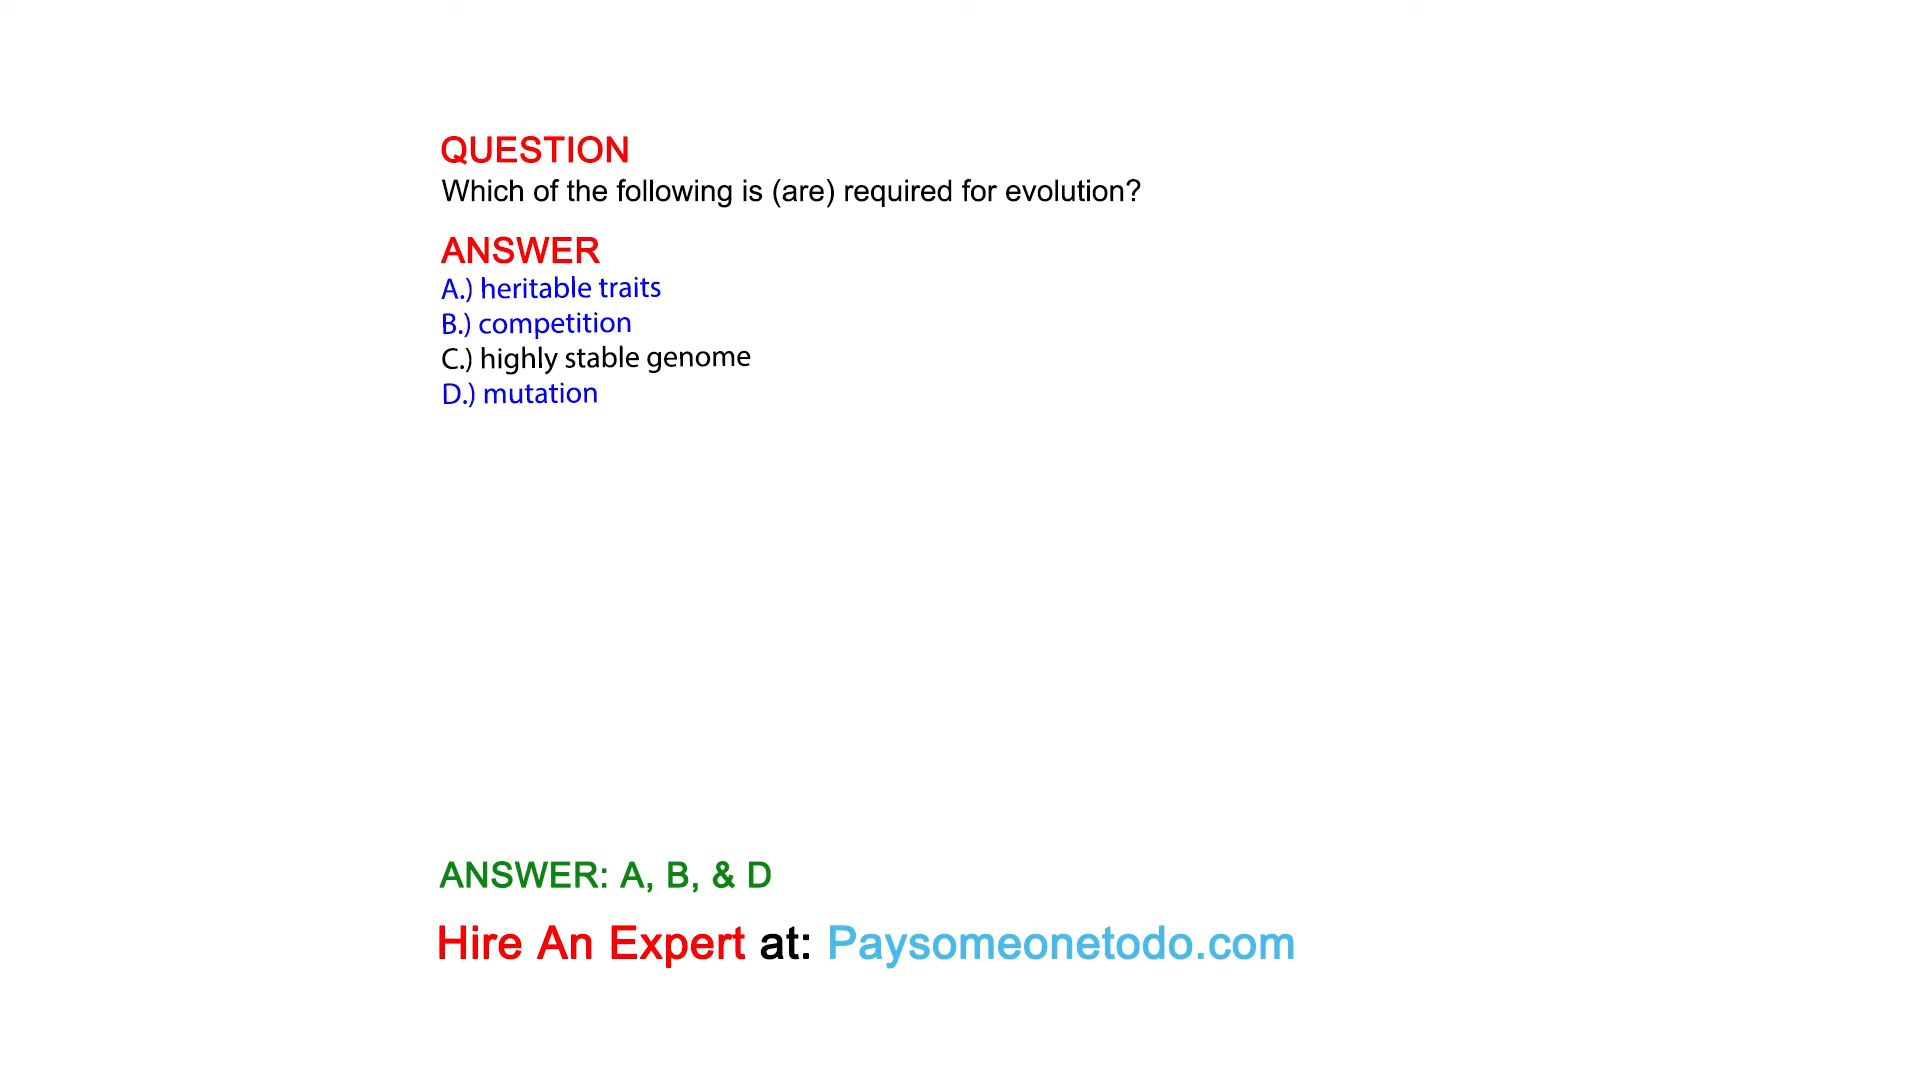 QUESTION
Which of the following is (are) required for evolution?
ANSWER
A.) heritable traits
B.) competition
C.) highly stable genome
D.) mutation
ANSWER: A, B, & D
Hire An Expert at: Paysomeonetodo.com